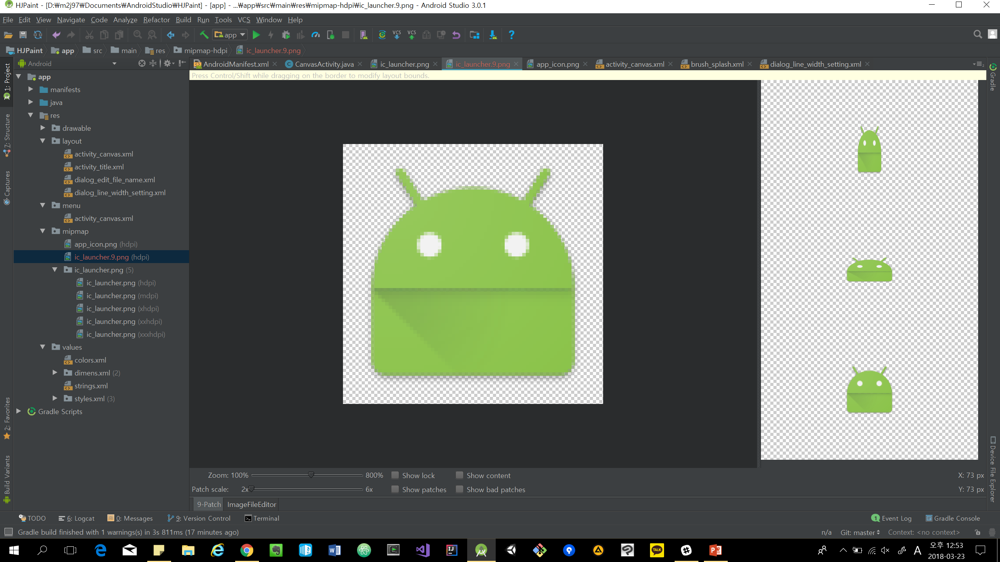 HJPaint - [D:₩m2j97₩Documents₩AndroidStudio₩HJPaint] - [app] - ...₩app₩src₩main₩res₩mipmap-hdpi₩ic_launcher.9.png - Android Studio 3.0.1
File Edit View Navigate Code Analyze Refactor Build Run Tools VCS Window Help
app VCS VCS ?
HJPaint app src main res mipmap-hdpi ic_launcher.9.png
Android
AndroidManifest.xml CanvasActivity.java ic_launcher.png ic_launcher.9.png app_icon.png activity_canvas.xml brush_splash.xml dialog_line_width_setting.xml
Press Control/Shift while dragging on the border to modify layout bounds.
1: Project
7: Structure
Captures
2: Favorites
Build Variants
app
manifests
java
res
drawable
layout
activity_canvas.xml
activity_title.xml
dialog_edit_file_name.xml
dialog_line_width_setting.xml
menu
activity_canvas.xml
mipmap
app_icon.png (hdpi)
ic_launcher.9.png (hdpi)
ic_launcher.png (5)
ic_launcher.png (hdpi)
ic_launcher.png (mdpi)
ic_launcher.png (xhdpi)
ic_launcher.png (xxhdpi)
ic_launcher.png (xxxhdpi)
values
colors.xml
dimens.xml (2)
strings.xml
styles.xml (3)
Gradle Scripts
Gradle
Device File Explorer
Zoom: 100% 800% Show lock Show content X: 73 px
Patch scale: 2x 6x Show patches Show bad patches Y: 73 px
9-Patch ImageFileEditor
TODO 6: Logcat 0: Messages 9: Version Control Terminal 1 Event Log Gradle Console
Gradle build finished with 1 warnings(s) in 3s 811ms (17 minutes ago) n/a Git: master Context: <no context>
TALK
A
오후 12:53
2018-03-23